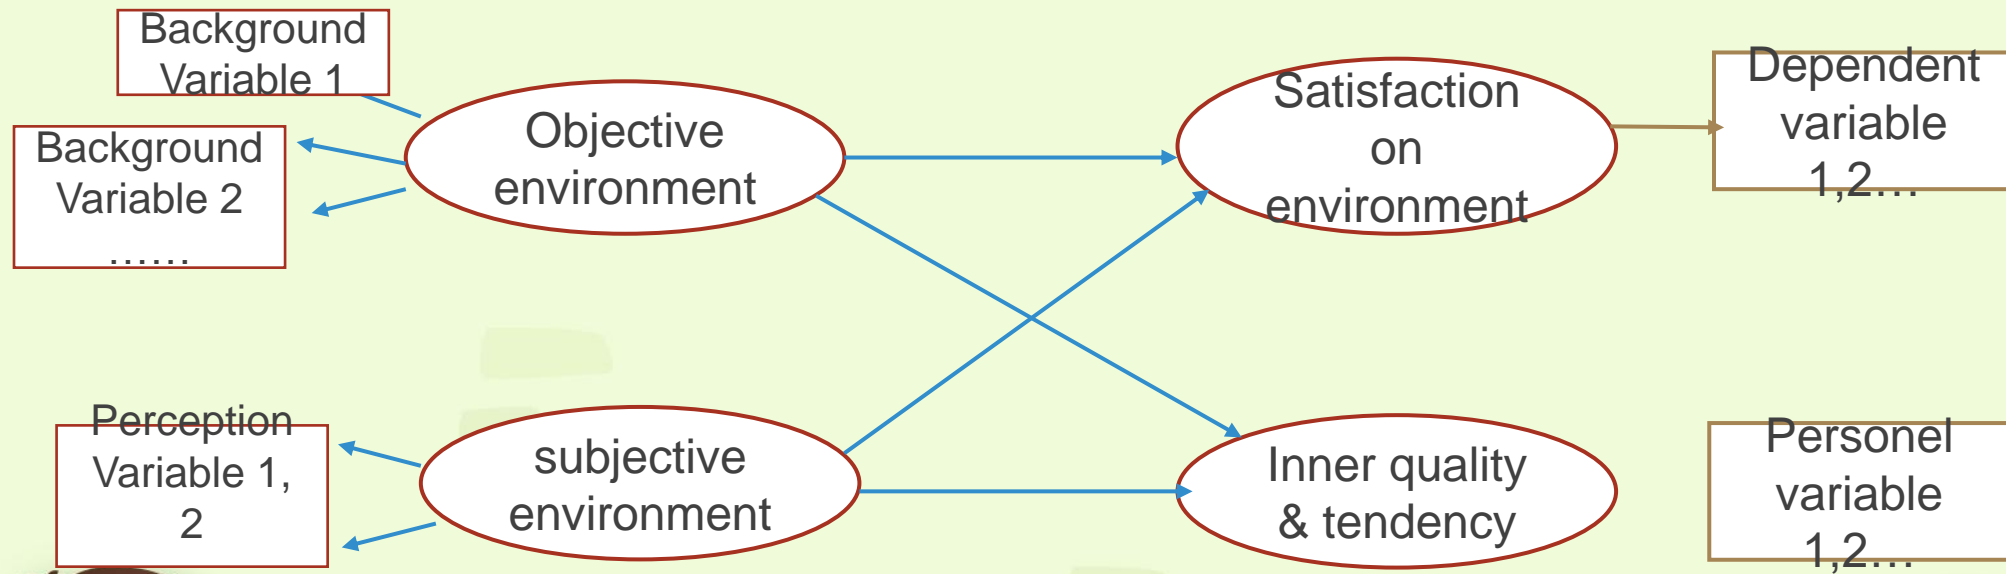 Background
Variable 1
Background
Variable 2
……
Objective
environment
Satisfaction
on
environment
Dependent
variable
1,2…
Perception
Variable 1,
2
subjective
environment
Inner quality
& tendency
Personel
variable
1,2…